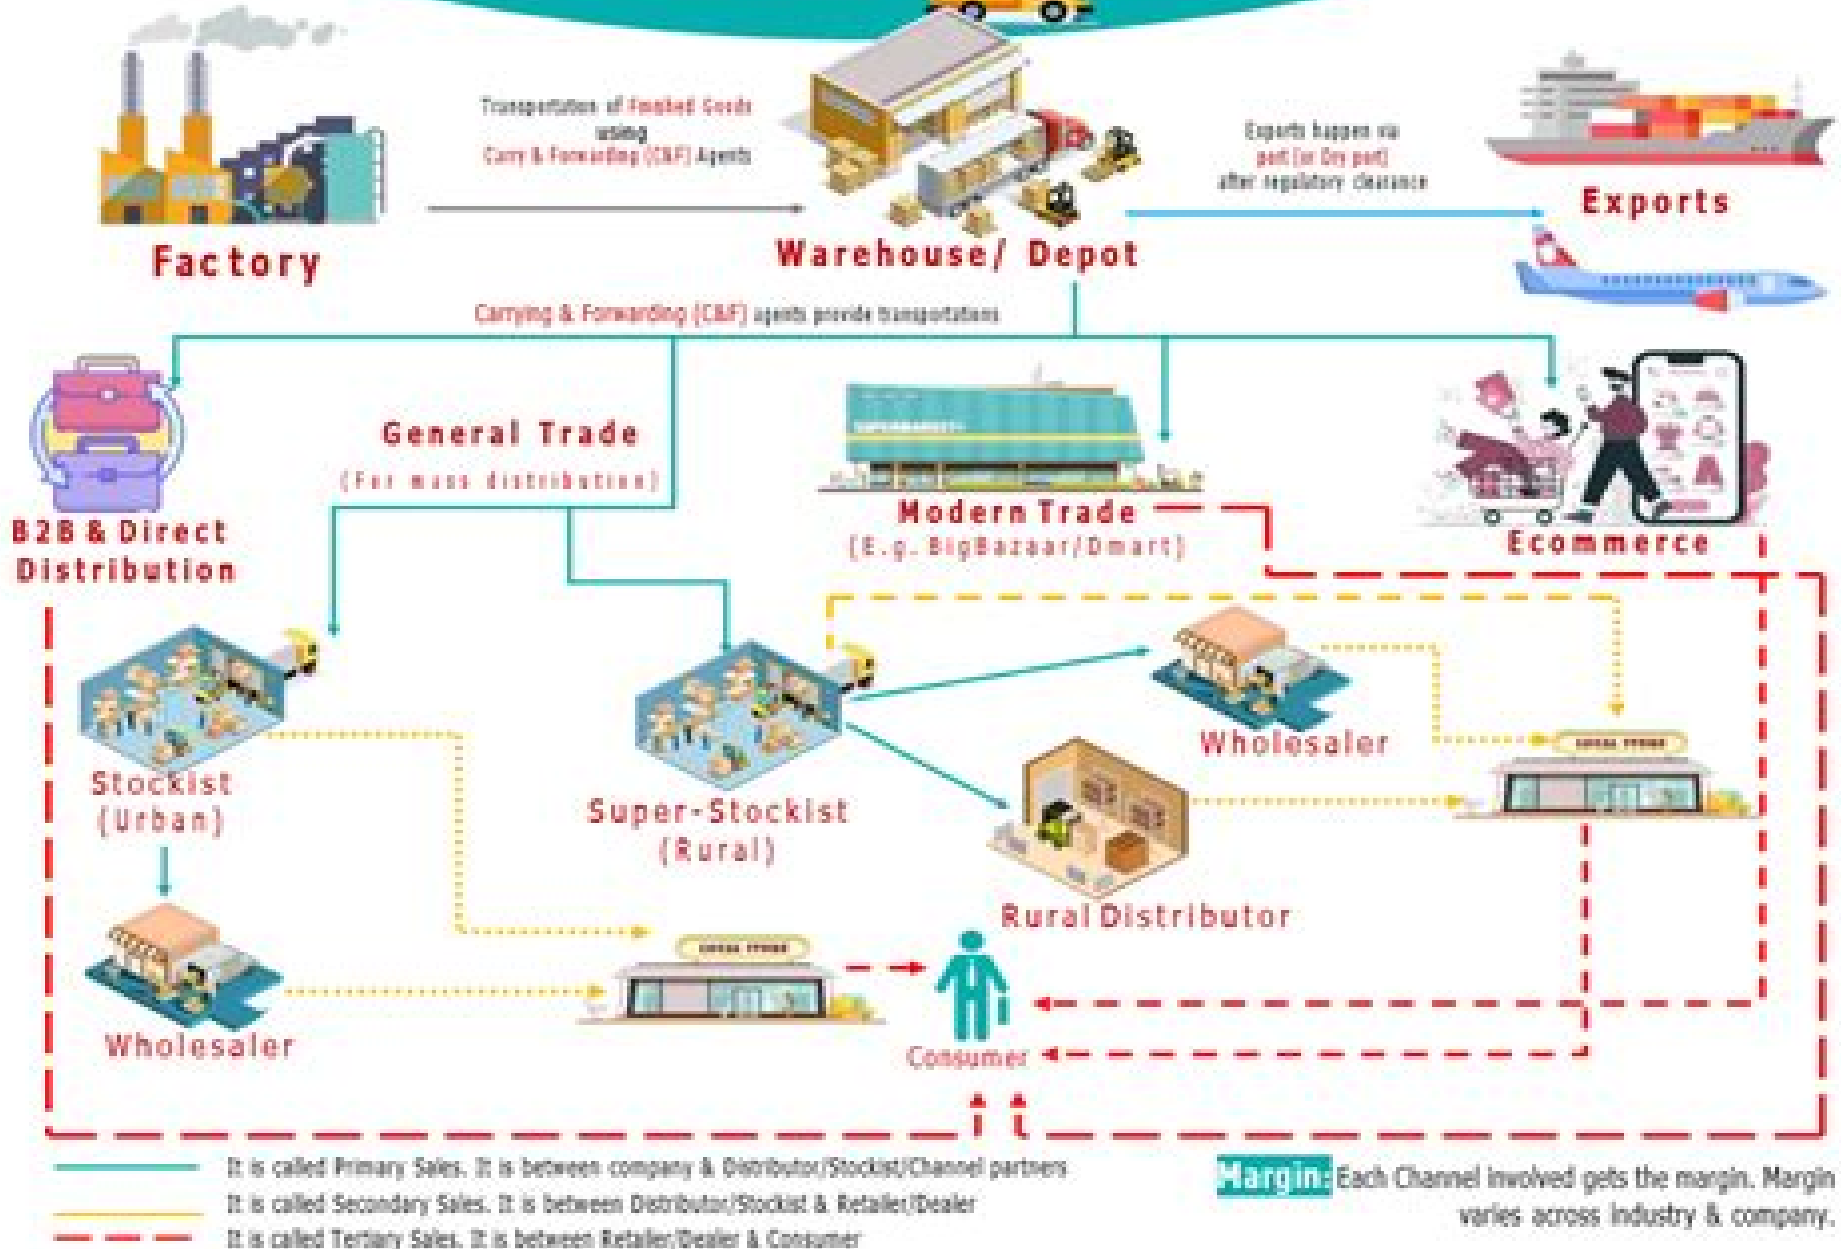 Transportation of Finished Goods
using
Carry & Forwarding (C&F) Agents
Exports happen via
port (or Dry port)
after regulatory clearance
Exports
Factory
Warehouse/ Depot
Carrying & Forwarding (C&F) agents provide transportations
General Trade
(For mass distribution)
SUPERMARKET
Modern Trade
(E.g. BigBazaar/Dmart)
Ecommerce
B2B & Direct
Distribution
Stockist
(Urban)
Super-Stockist
(Rural)
Wholesaler
LOCAL STORE
Rural Distributor
LOCAL STORE
Wholesaler
Consumer
It is called Primary Sales. It is between company & Distributor/Stockist/Channel partners
It is called Secondary Sales. It is between Distributor/Stockist & Retailer/Dealer
It is called Tertiary Sales. It is between Retailer/Dealer & Consumer
Margin: Each Channel involved gets the margin. Margin
varies across industry & company.